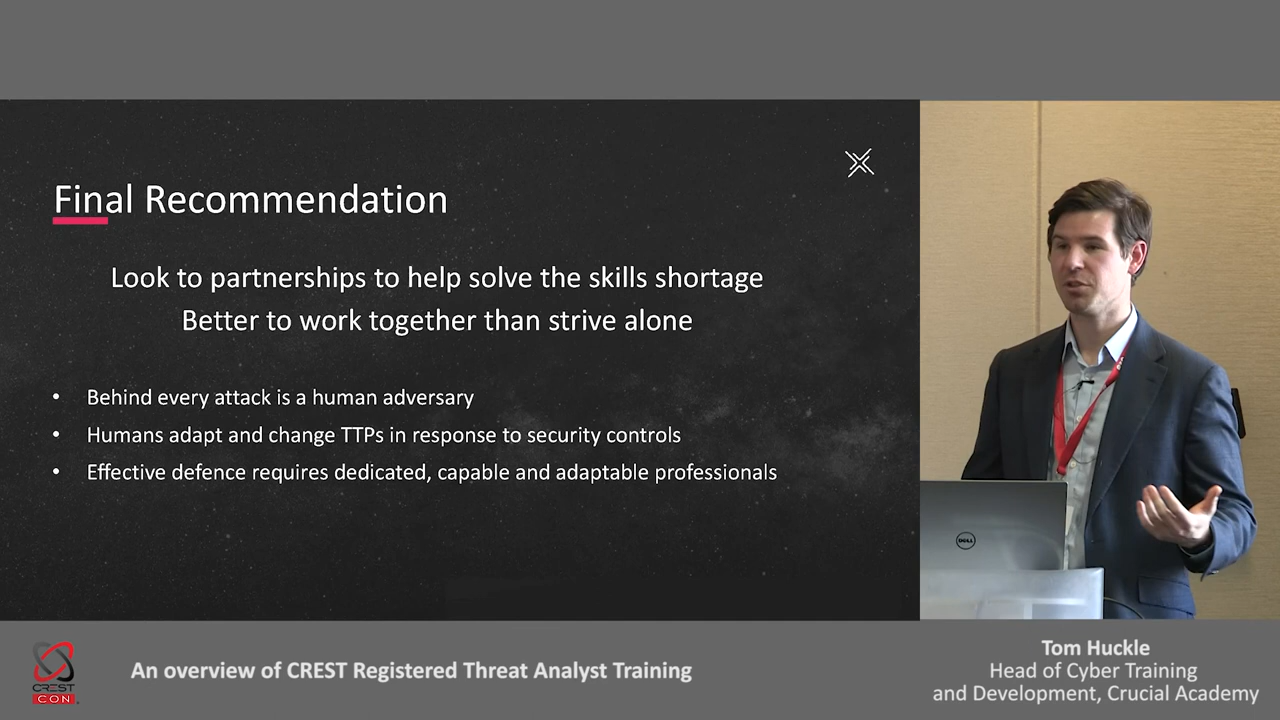 Final Recommendation
Look to partnerships to help solve the skills shortage
Better to work together than strive alone
• Behind every attack is a human adversary
• Humans adapt and change TTPs in response to security controls
• Effective defence requires dedicated, capable and adaptable professionals
DELL
CREST
CON
An overview of CREST Registered Threat Analyst Training
Tom Huckle
Head of Cyber Training
and Development, Crucial Academy